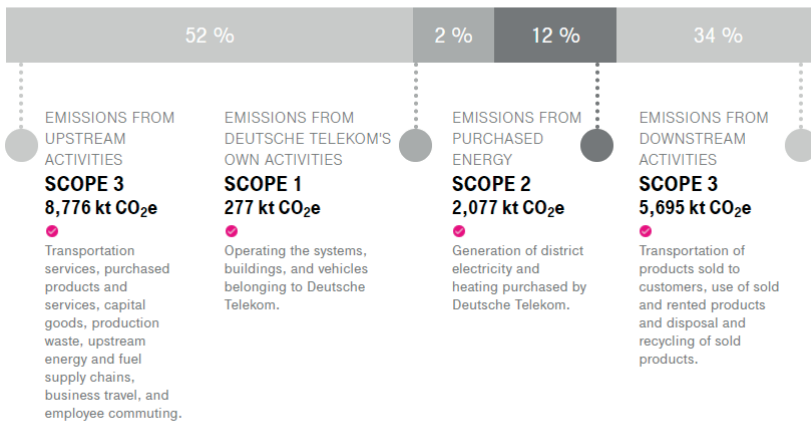 52 %
2 %
12 %
34 %
EMISSIONS FROM
UPSTREAM
ACTIVITIES
SCOPE 3
8,776 kt CO₂e
Transportation
services, purchased
products and
services, capital
goods, production
waste, upstream
energy and fuel
supply chains,
business travel, and
employee commuting.
EMISSIONS FROM
DEUTSCHE TELEKOM'S
OWN ACTIVITIES
SCOPE 1
277 kt CO₂e
Operating the systems,
buildings, and vehicles
belonging to Deutsche
Telekom.
EMISSIONS FROM
PURCHASED
ENERGY
SCOPE 2
2,077 kt CO₂e
Generation of district
electricity and
heating purchased by
Deutsche Telekom.
EMISSIONS FROM
DOWNSTREAM
ACTIVITIES
SCOPE 3
5,695 kt CO₂e
Transportation of
products sold to
customers, use of sold
and rented products
and disposal and
recycling of sold
products.